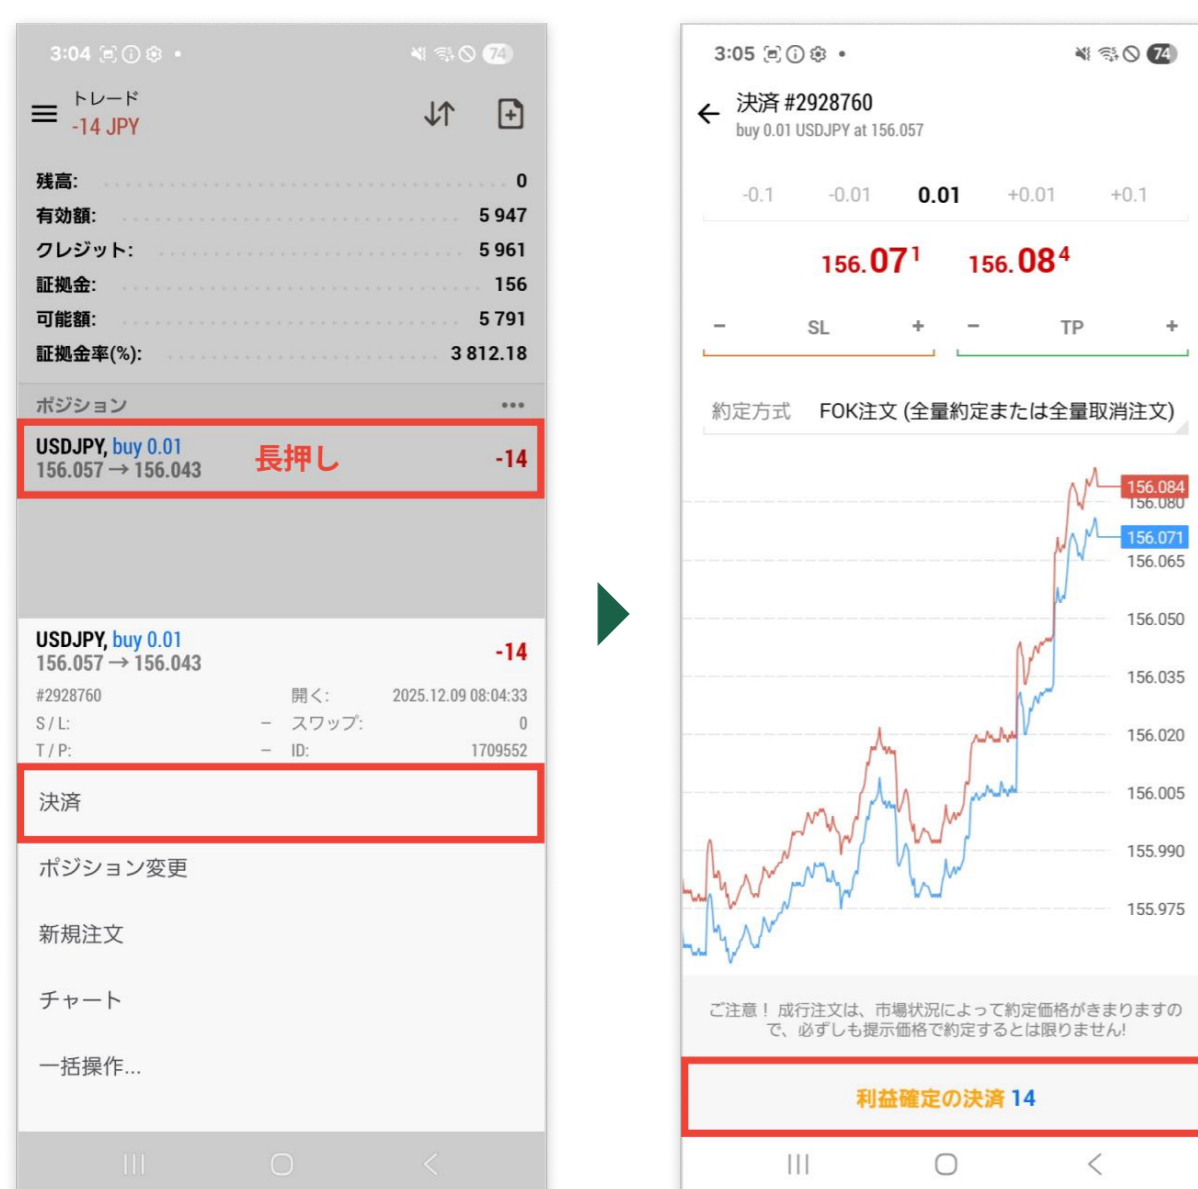 3:04
74
トレード
-14 JPY
残高: 0
有効額: 5 947
クレジット: 5 961
証拠金: 156
可能額: 5 791
証拠金率(%): 3 812.18
ポジション
USDJPY, buy 0.01
156.057 → 156.043
長押し
-14
USDJPY, buy 0.01
156.057 → 156.043
-14
#2928760 開く: 2025.12.09 08:04:33
S / L: – スワップ: 0
T / P: – ID: 1709552
決済
ポジション変更
新規注文
チャート
一括操作...
3:05
74
決済 #2928760
buy 0.01 USDJPY at 156.057
-0.1 -0.01 0.01 +0.01 +0.1
156.071 156.084
− SL + − TP +
約定方式 FOK注文 (全量約定または全量取消注文)
156.084
156.080
156.071
156.065
156.050
156.035
156.020
156.005
155.990
155.975
ご注意！ 成行注文は、市場状況によって約定価格がきまりますの
で、必ずしも提示価格で約定するとは限りません!
利益確定の決済 14